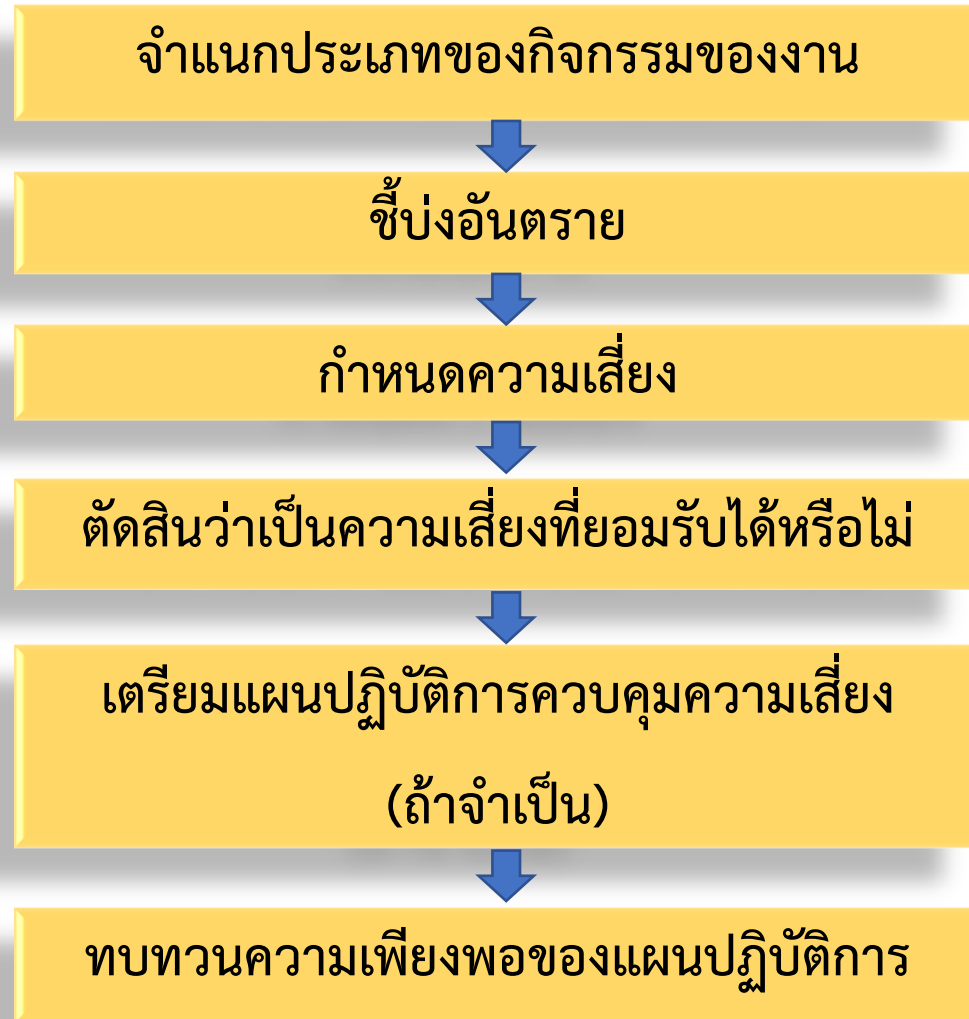 จำแนกประเภทของกิจกรรมของงาน
ชี้บ่งอันตราย
กำหนดความเสี่ยง
ตัดสินว่าเป็นความเสี่ยงที่ยอมรับได้หรือไม่
เตรียมแผนปฏิบัติการควบคุมความเสี่ยง
(ถ้าจำเป็น)
ทบทวนความเพียงพอของแผนปฏิบัติการ